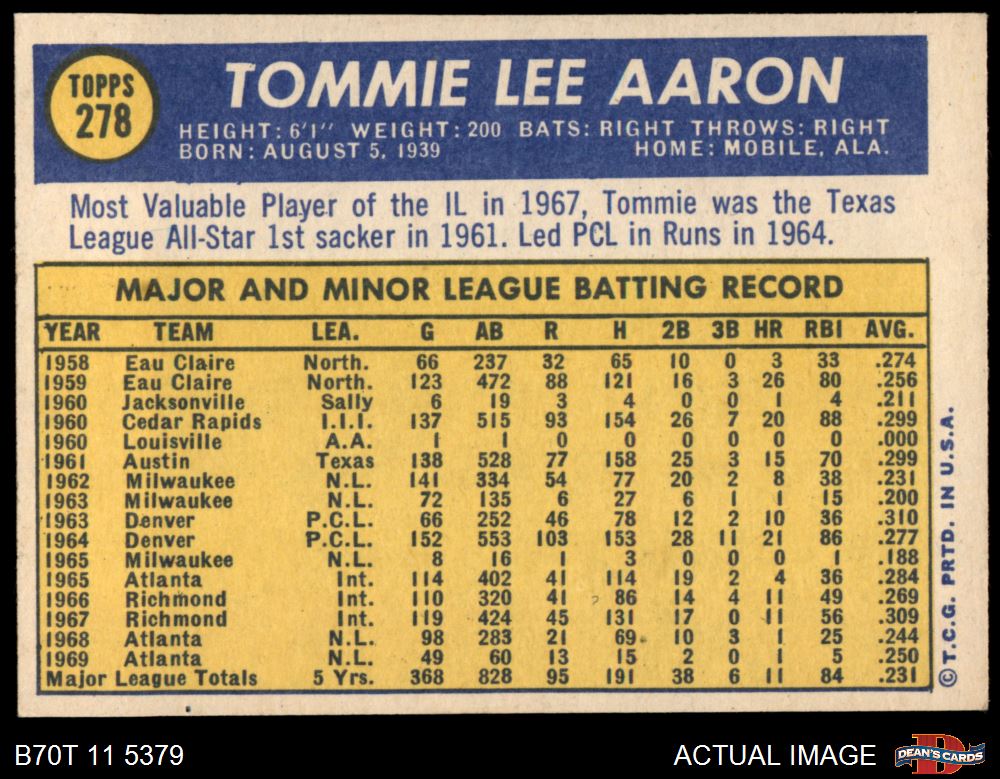 TOPPS
278
TOMMIE LEE AARON
HEIGHT: 6'1" WEIGHT: 200 BATS: RIGHT THROWS: RIGHT
BORN: AUGUST 5, 1939 HOME: MOBILE, ALA.
Most Valuable Player of the IL in 1967, Tommie was the Texas
League All-Star 1st sacker in 1961. Led PCL in Runs in 1964.
MAJOR AND MINOR LEAGUE BATTING RECORD
YEAR TEAM LEA. G AB R H 2B 3B HR RBI AVG.
1958 Eau Claire North. 66 237 32 65 10 0 3 33 .274
1959 Eau Claire North. 123 472 88 121 16 3 26 80 .256
1960 Jacksonville Sally 6 19 3 4 0 0 1 4 .211
1960 Cedar Rapids I.I.I. 137 515 93 154 26 7 20 88 .299
1960 Louisville A.A. 1 1 0 0 0 0 0 0 .000
1961 Austin Texas 138 528 77 158 25 3 15 70 .299
1962 Milwaukee N.L. 141 334 54 77 20 2 8 38 .231
1963 Milwaukee N.L. 72 135 6 27 6 1 1 15 .200
1963 Denver P.C.L. 66 252 46 78 12 2 10 36 .310
1964 Denver P.C.L. 152 553 103 153 28 11 21 86 .277
1965 Milwaukee N.L. 8 16 1 3 0 0 0 1 .188
1965 Atlanta Int. 114 402 41 114 19 2 4 36 .284
1966 Richmond Int. 110 320 41 86 14 4 11 49 .269
1967 Richmond Int. 119 424 45 131 17 0 11 56 .309
1968 Atlanta N.L. 98 283 21 69 10 3 1 25 .244
1969 Atlanta N.L. 49 60 13 15 2 0 1 5 .250
Major League Totals 5 Yrs. 368 828 95 191 38 6 11 84 .231
©T.C.G. PRTD. IN U.S.A.
B70T 11 5379 ACTUAL IMAGE
D
DEAN'S CARDS